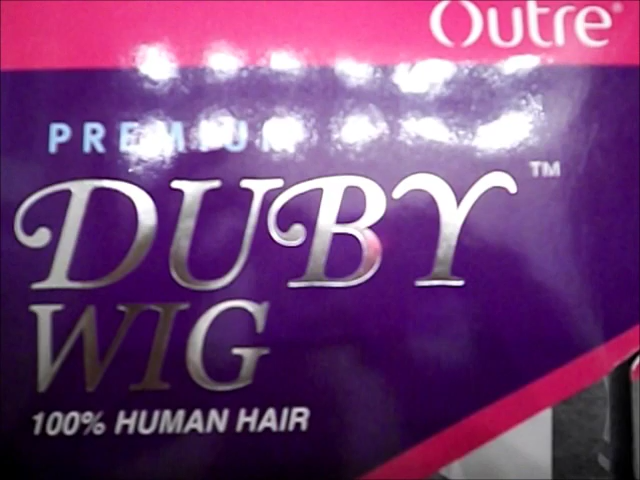 Outre®
PREMIUM
DUBY™
WIG
100% HUMAN HAIR